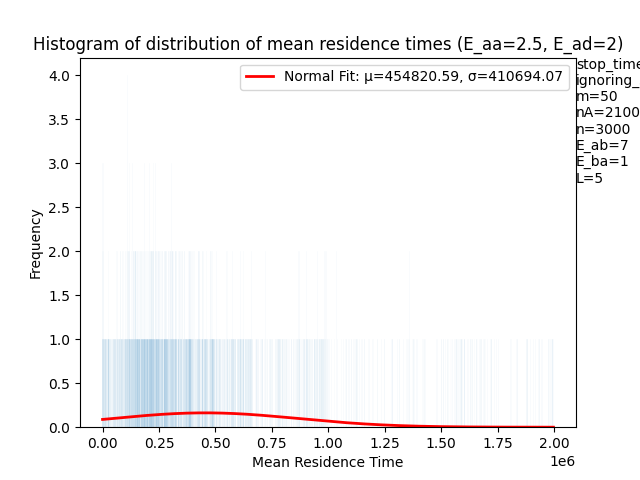 Histogram of distribution of mean residence times (E_aa=2.5, E_ad=2)
Normal Fit: μ=454820.59, σ=410694.07
stop_time
ignoring_
m=50
nA=2100
n=3000
E_ab=7
E_ba=1
L=5
Frequency
4.0
3.5
3.0
2.5
2.0
1.5
1.0
0.5
0.0
0.00 0.25 0.50 0.75 1.00 1.25 1.50 1.75 2.00
1e6
Mean Residence Time